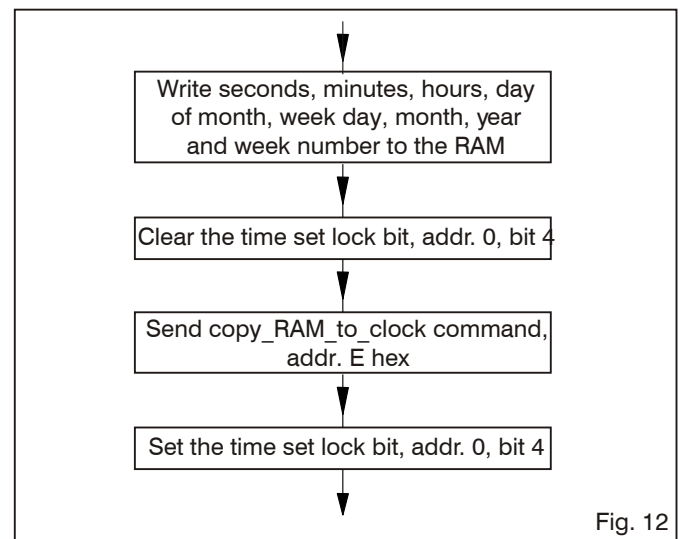 Write seconds, minutes, hours, day
of month, week day, month, year
and week number to the RAM
Clear the time set lock bit, addr. 0, bit 4
Send copy_RAM_to_clock command,
addr. E hex
Set the time set lock bit, addr. 0, bit 4
Fig. 12